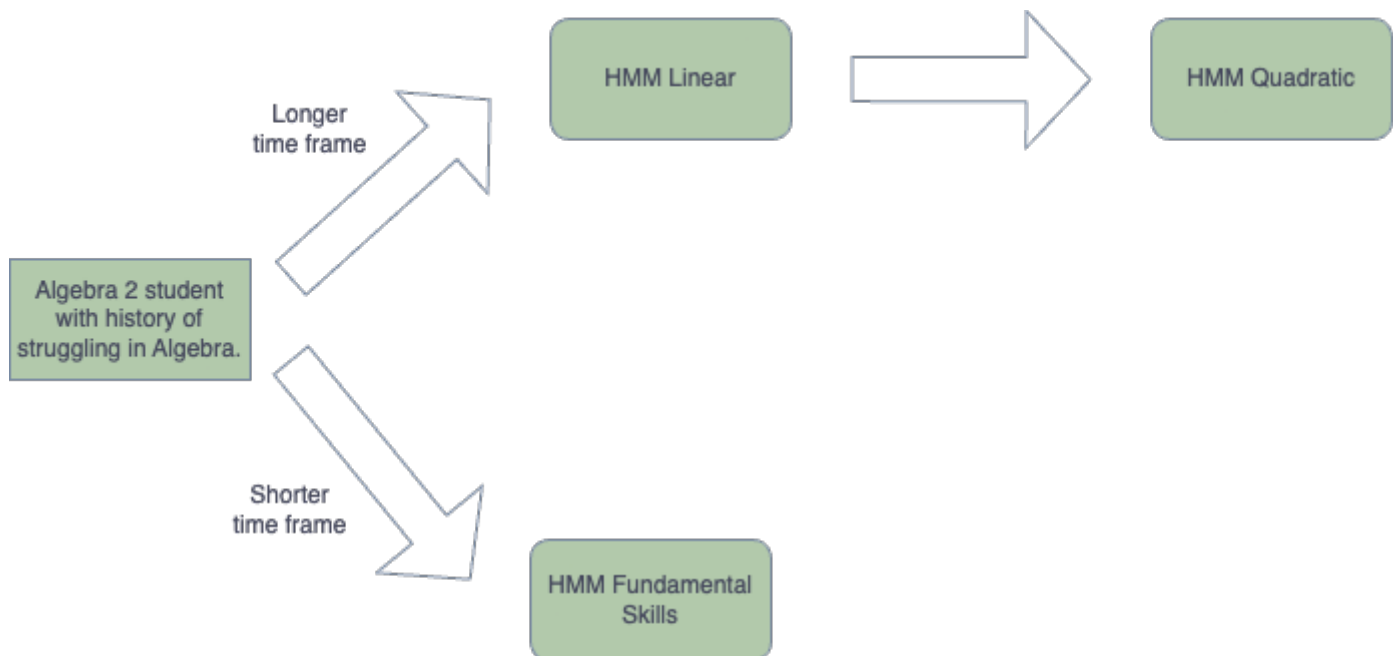 HMM Linear
HMM Quadratic
Longer
time frame
Algebra 2 student
with history of
struggling in Algebra.
Shorter
time frame
HMM Fundamental
Skills